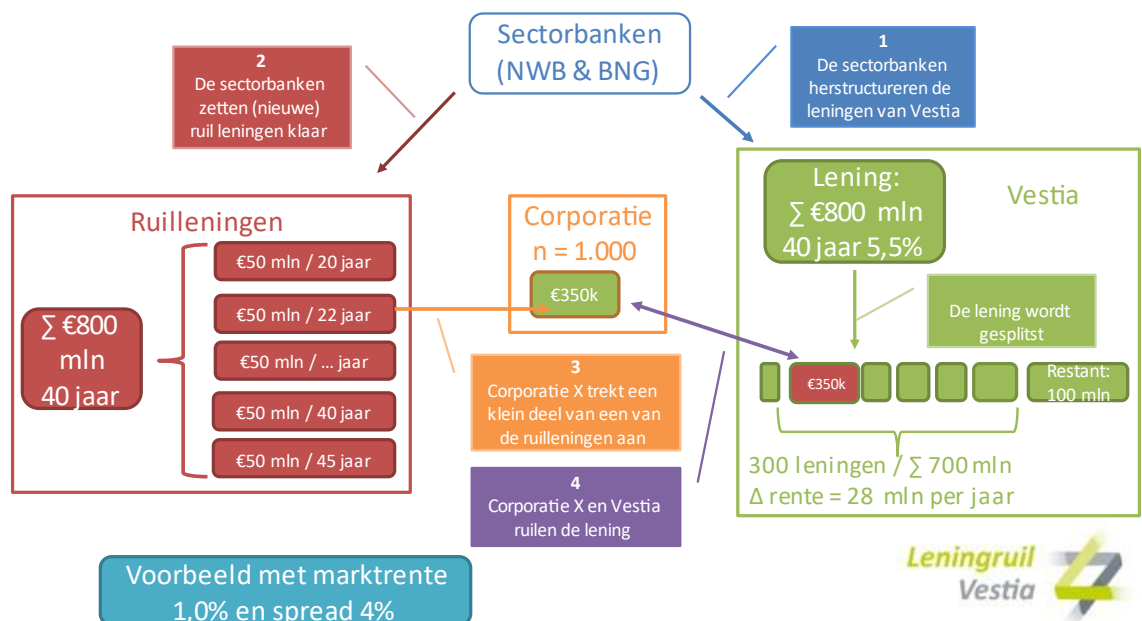 Sectorbanken
(NWB & BNG)
2
De sectorbanken
zetten (nieuwe)
ruil leningen klaar
1
De sectorbanken
herstructureren de
leningen van Vestia
Ruilleningen
∑ €800
mln
40 jaar
€50 mln / 20 jaar
€50 mln / 22 jaar
€50 mln / ... jaar
€50 mln / 40 jaar
€50 mln / 45 jaar
Corporatie
n = 1.000
€350k
3
Corporatie X trekt een
klein deel van een van
de ruilleningen aan
4
Corporatie X en Vestia
ruilen de lening
Vestia
Lening:
∑ €800 mln
40 jaar 5,5%
De lening wordt
gesplitst
€350k
Restant:
100 mln
300 leningen / ∑ 700 mln
Δ rente = 28 mln per jaar
Voorbeeld met marktrente
1,0% en spread 4%
Leningruil
Vestia